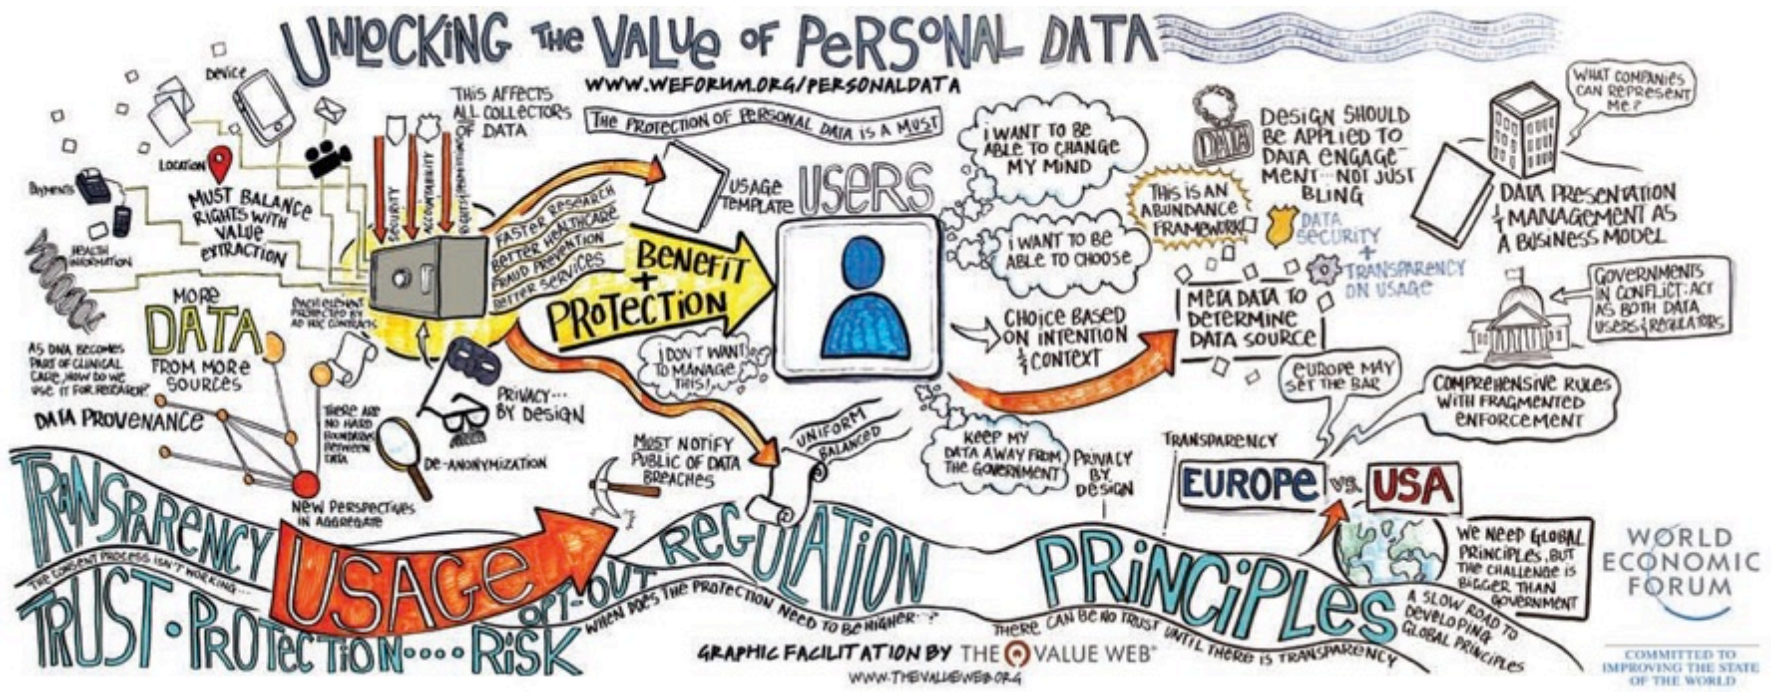 UNLOCKING THE VALUE OF PERSONAL DATA
WWW.WEFORUM.ORG/PERSONALDATA
THE PROTECTION OF PERSONAL DATA IS A MUST
DEVICE
LOCATION
PAYMENTS
HEALTH
INFORMATION
MUST BALANCE
RIGHTS WITH
VALUE
EXTRACTION
THIS AFFECTS
ALL COLLECTORS
OF DATA
SECURITY
ACCOUNTABILITY
FASTER RESEARCH
BETTER HEALTHCARE
FRAUD PREVENTION
BETTER SERVICES
USAGE
TEMPLATE
BENEFIT
+
PROTECTION
USERS
I WANT TO BE
ABLE TO CHANGE
MY MIND
I WANT TO BE
ABLE TO CHOOSE
CHOICE BASED
ON INTENTION
& CONTEXT
I DON'T WANT
TO MANAGE
THIS!
KEEP MY
DATA AWAY FROM
THE GOVERNMENT
DATA
DESIGN SHOULD
BE APPLIED TO
DATA ENGAGE-
MENT...NOT JUST
BLING
THIS IS AN
ABUNDANCE
FRAMEWORK
DATA
SECURITY
+
TRANSPARENCY
ON USAGE
META DATA TO
DETERMINE
DATA SOURCE
WHAT COMPANIES
CAN REPRESENT
ME?
DATA PRESENTATION
& MANAGEMENT AS
A BUSINESS MODEL
GOVERNMENTS
IN CONFLICT: ACT
AS BOTH DATA
USERS & REGULATORS
EUROPE MAY
SET THE BAR
COMPREHENSIVE RULES
WITH FRAGMENTED
ENFORCEMENT
MORE
DATA
FROM MORE
SOURCES
EACH ELEMENT
PROTECTED BY
AD HOC CONTRACTS
AS DNA BECOMES
PART OF CLINICAL
CARE, HOW DO WE
USE IT FOR RESEARCH?
DATA PROVENANCE
THERE ARE
NO HARD
BOUNDARIES
BETWEEN
DATA
NEW PERSPECTIVES
IN AGGREGATE
PRIVACY...
BY DESIGN
DE-ANONYMIZATION
MUST NOTIFY
PUBLIC OF DATA
BREACHES
UNIFORM
BALANCED
PRIVACY
BY
DESIGN
TRANSPARENCY
EUROPE VS. USA
WE NEED GLOBAL
PRINCIPLES, BUT
THE CHALLENGE IS
BIGGER THAN
GOVERNMENT
A SLOW ROAD TO
DEVELOPING
GLOBAL PRINCIPLES
TRANSPARENCY
THE CONSENT PROCESS ISN'T WORKING...
TRUST · PROTECTION.... RISK
USAGE
OPT-OUT
REGULATION
WHEN DOES THE PROTECTION NEED TO BE HIGHER...?
PRINCIPLES
THERE CAN BE NO TRUST UNTIL THERE IS TRANSPARENCY
GRAPHIC FACILITATION BY THE VALUE WEB
WWW.THEVALUEWEB.ORG
WORLD
ECONOMIC
FORUM
COMMITTED TO
IMPROVING THE STATE
OF THE WORLD